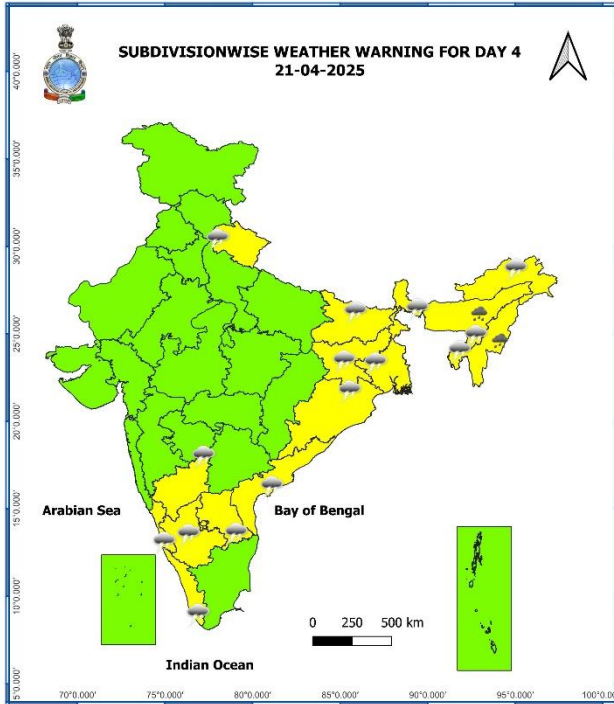 SUBDIVISIONWISE WEATHER WARNING FOR DAY 4
21-04-2025
40°0.000'
35°0.000'
30°0.000'
25°0.000'
20°0.000'
15°0.000'
10°0.000'
5°0.000'
Arabian Sea
Bay of Bengal
0 250 500 km
Indian Ocean
70°0.000' 75°0.000' 80°0.000' 85°0.000' 90°0.000' 95°0.000' 100°0.000'